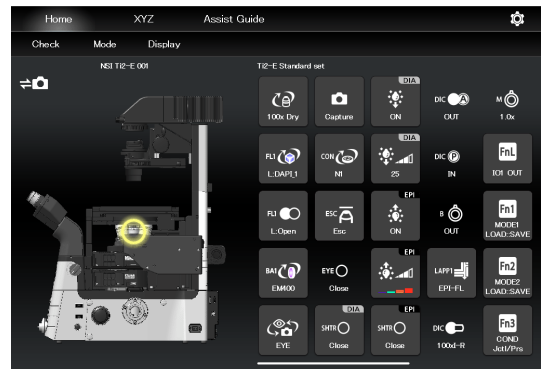 Home XYZ Assist Guide
Check Mode Display
NSI Ti2-E 001
Ti2-E Standard set
100x Dry
Capture
DIA
ON
DIC A
OUT
M
1.0x
FL1
L:DAPI_1
CON
N1
DIA
25
DIC P
IN
FnL
IO1 OUT
FL1
L:Open
ESC
Esc
EPI
ON
B
OUT
Fn1
MODE1
LOAD:SAVE
BA1
EM400
EYE
Close
EPI
LAPP1
EPI-FL
Fn2
MODE2
LOAD:SAVE
EYE
DIA
SHTR
Close
EPI
SHTR
Close
DIC
100xI-R
Fn3
COND
Jctl/Prs